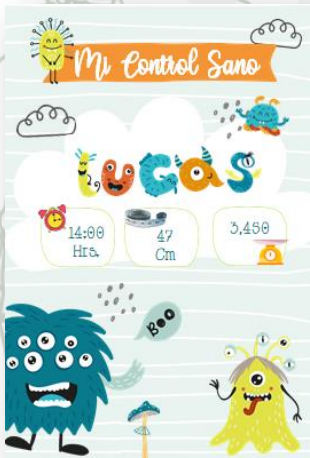 Mi Control Sano
LUCAS
14:00
Hrs.
47
Cm
3,450
BOO